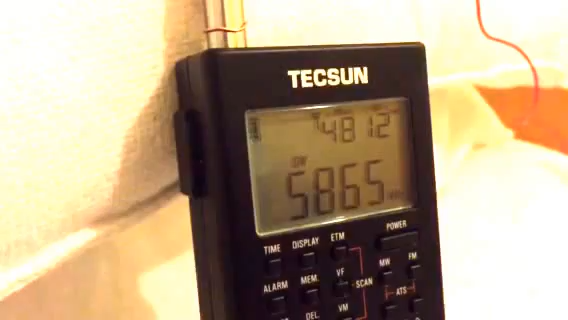 TECSUN
4812
SW
5865
TIME DISPLAY ETM
POWER
ALARM MEM. VF SCAN MW FM
ATS
DEL. VM